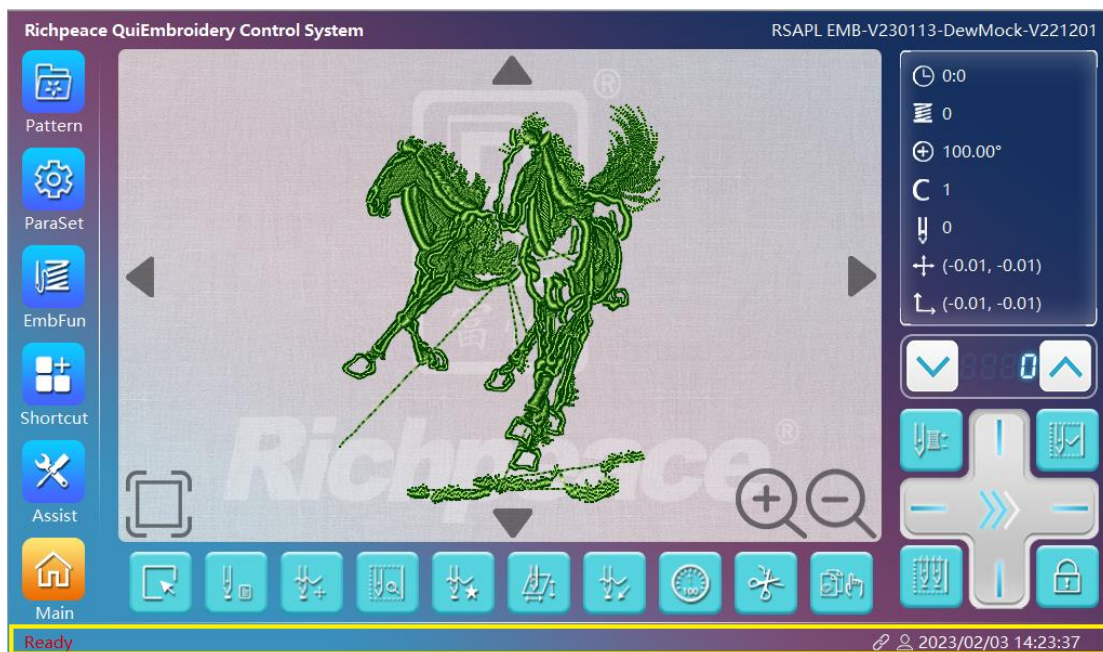 Richpeace QuiEmbroidery Control System
RSAPL EMB-V230113-DewMock-V221201
Pattern
ParaSet
EmbFun
Shortcut
Assist
Main
®
Richpeace®
0:0
0
100.00°
C 1
0
(-0.01, -0.01)
(-0.01, -0.01)
0
100
Ready
2023/02/03 14:23:37